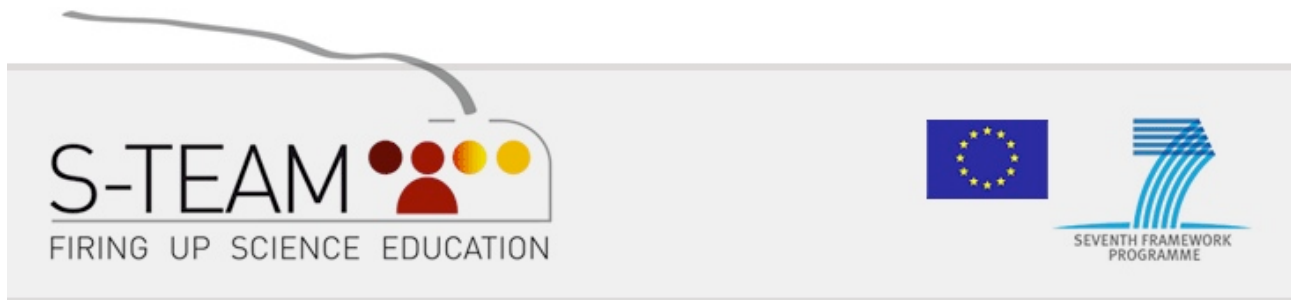 S-TEAM
FIRING UP SCIENCE EDUCATION
SEVENTH FRAMEWORK
PROGRAMME